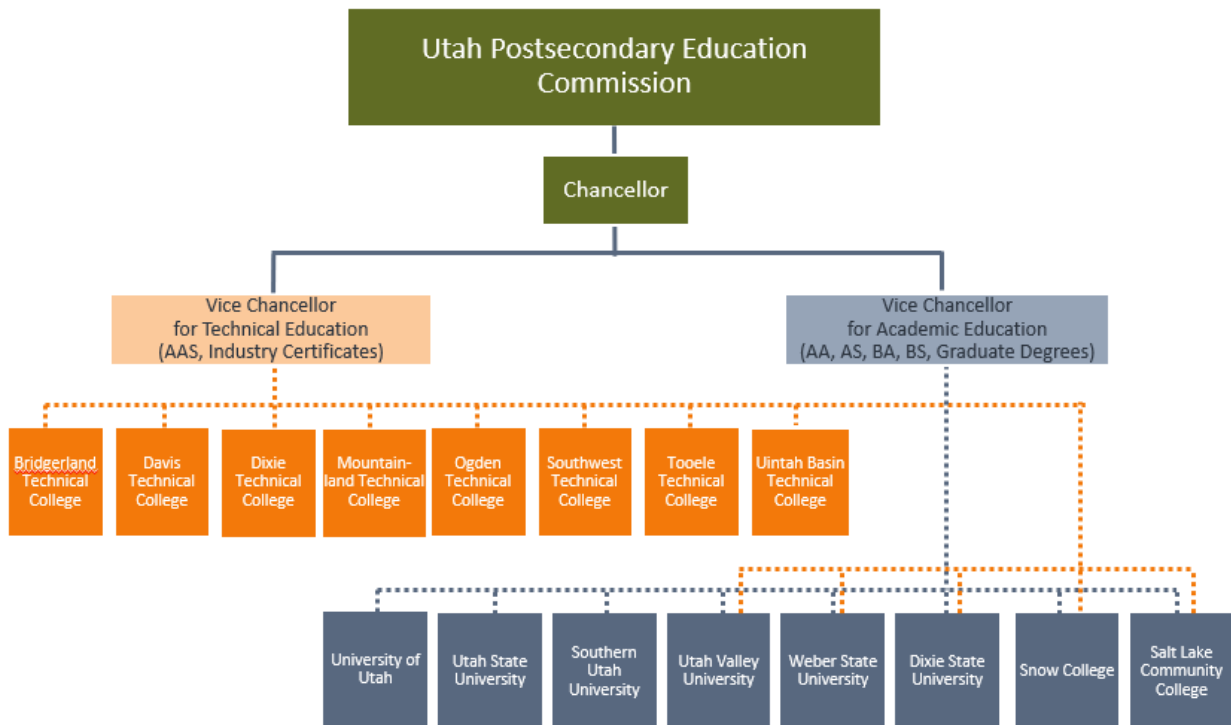 Utah Postsecondary Education
Commission
Chancellor
Vice Chancellor
for Technical Education
(AAS, Industry Certificates)
Vice Chancellor
for Academic Education
(AA, AS, BA, BS, Graduate Degrees)
Bridgerland
Technical
College
Davis
Technical
College
Dixie
Technical
College
Mountain-
land Technical
College
Ogden
Technical
College
Southwest
Technical
College
Tooele
Technical
College
Uintah Basin
Technical
College
University of
Utah
Utah State
University
Southern
Utah
University
Utah Valley
University
Weber State
University
Dixie State
University
Snow College
Salt Lake
Community
College